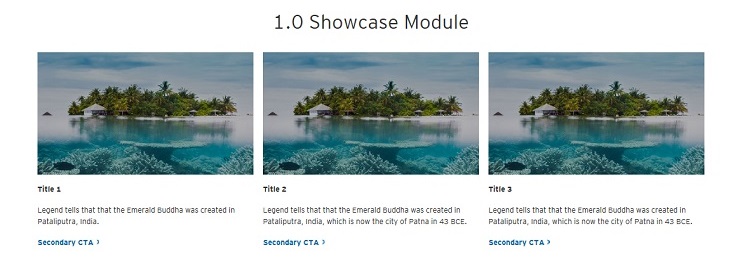 1.0 Showcase Module
Title 1
Legend tells that that the Emerald Buddha was created in
Pataliputra, India.
Secondary CTA >
Title 2
Legend tells that that the Emerald Buddha was created in
Pataliputra, India, which is now the city of Patna in 43 BCE.
Secondary CTA >
Title 3
Legend tells that that the Emerald Buddha was created in
Pataliputra, India, which is now the city of Patna in 43 BCE.
Secondary CTA >